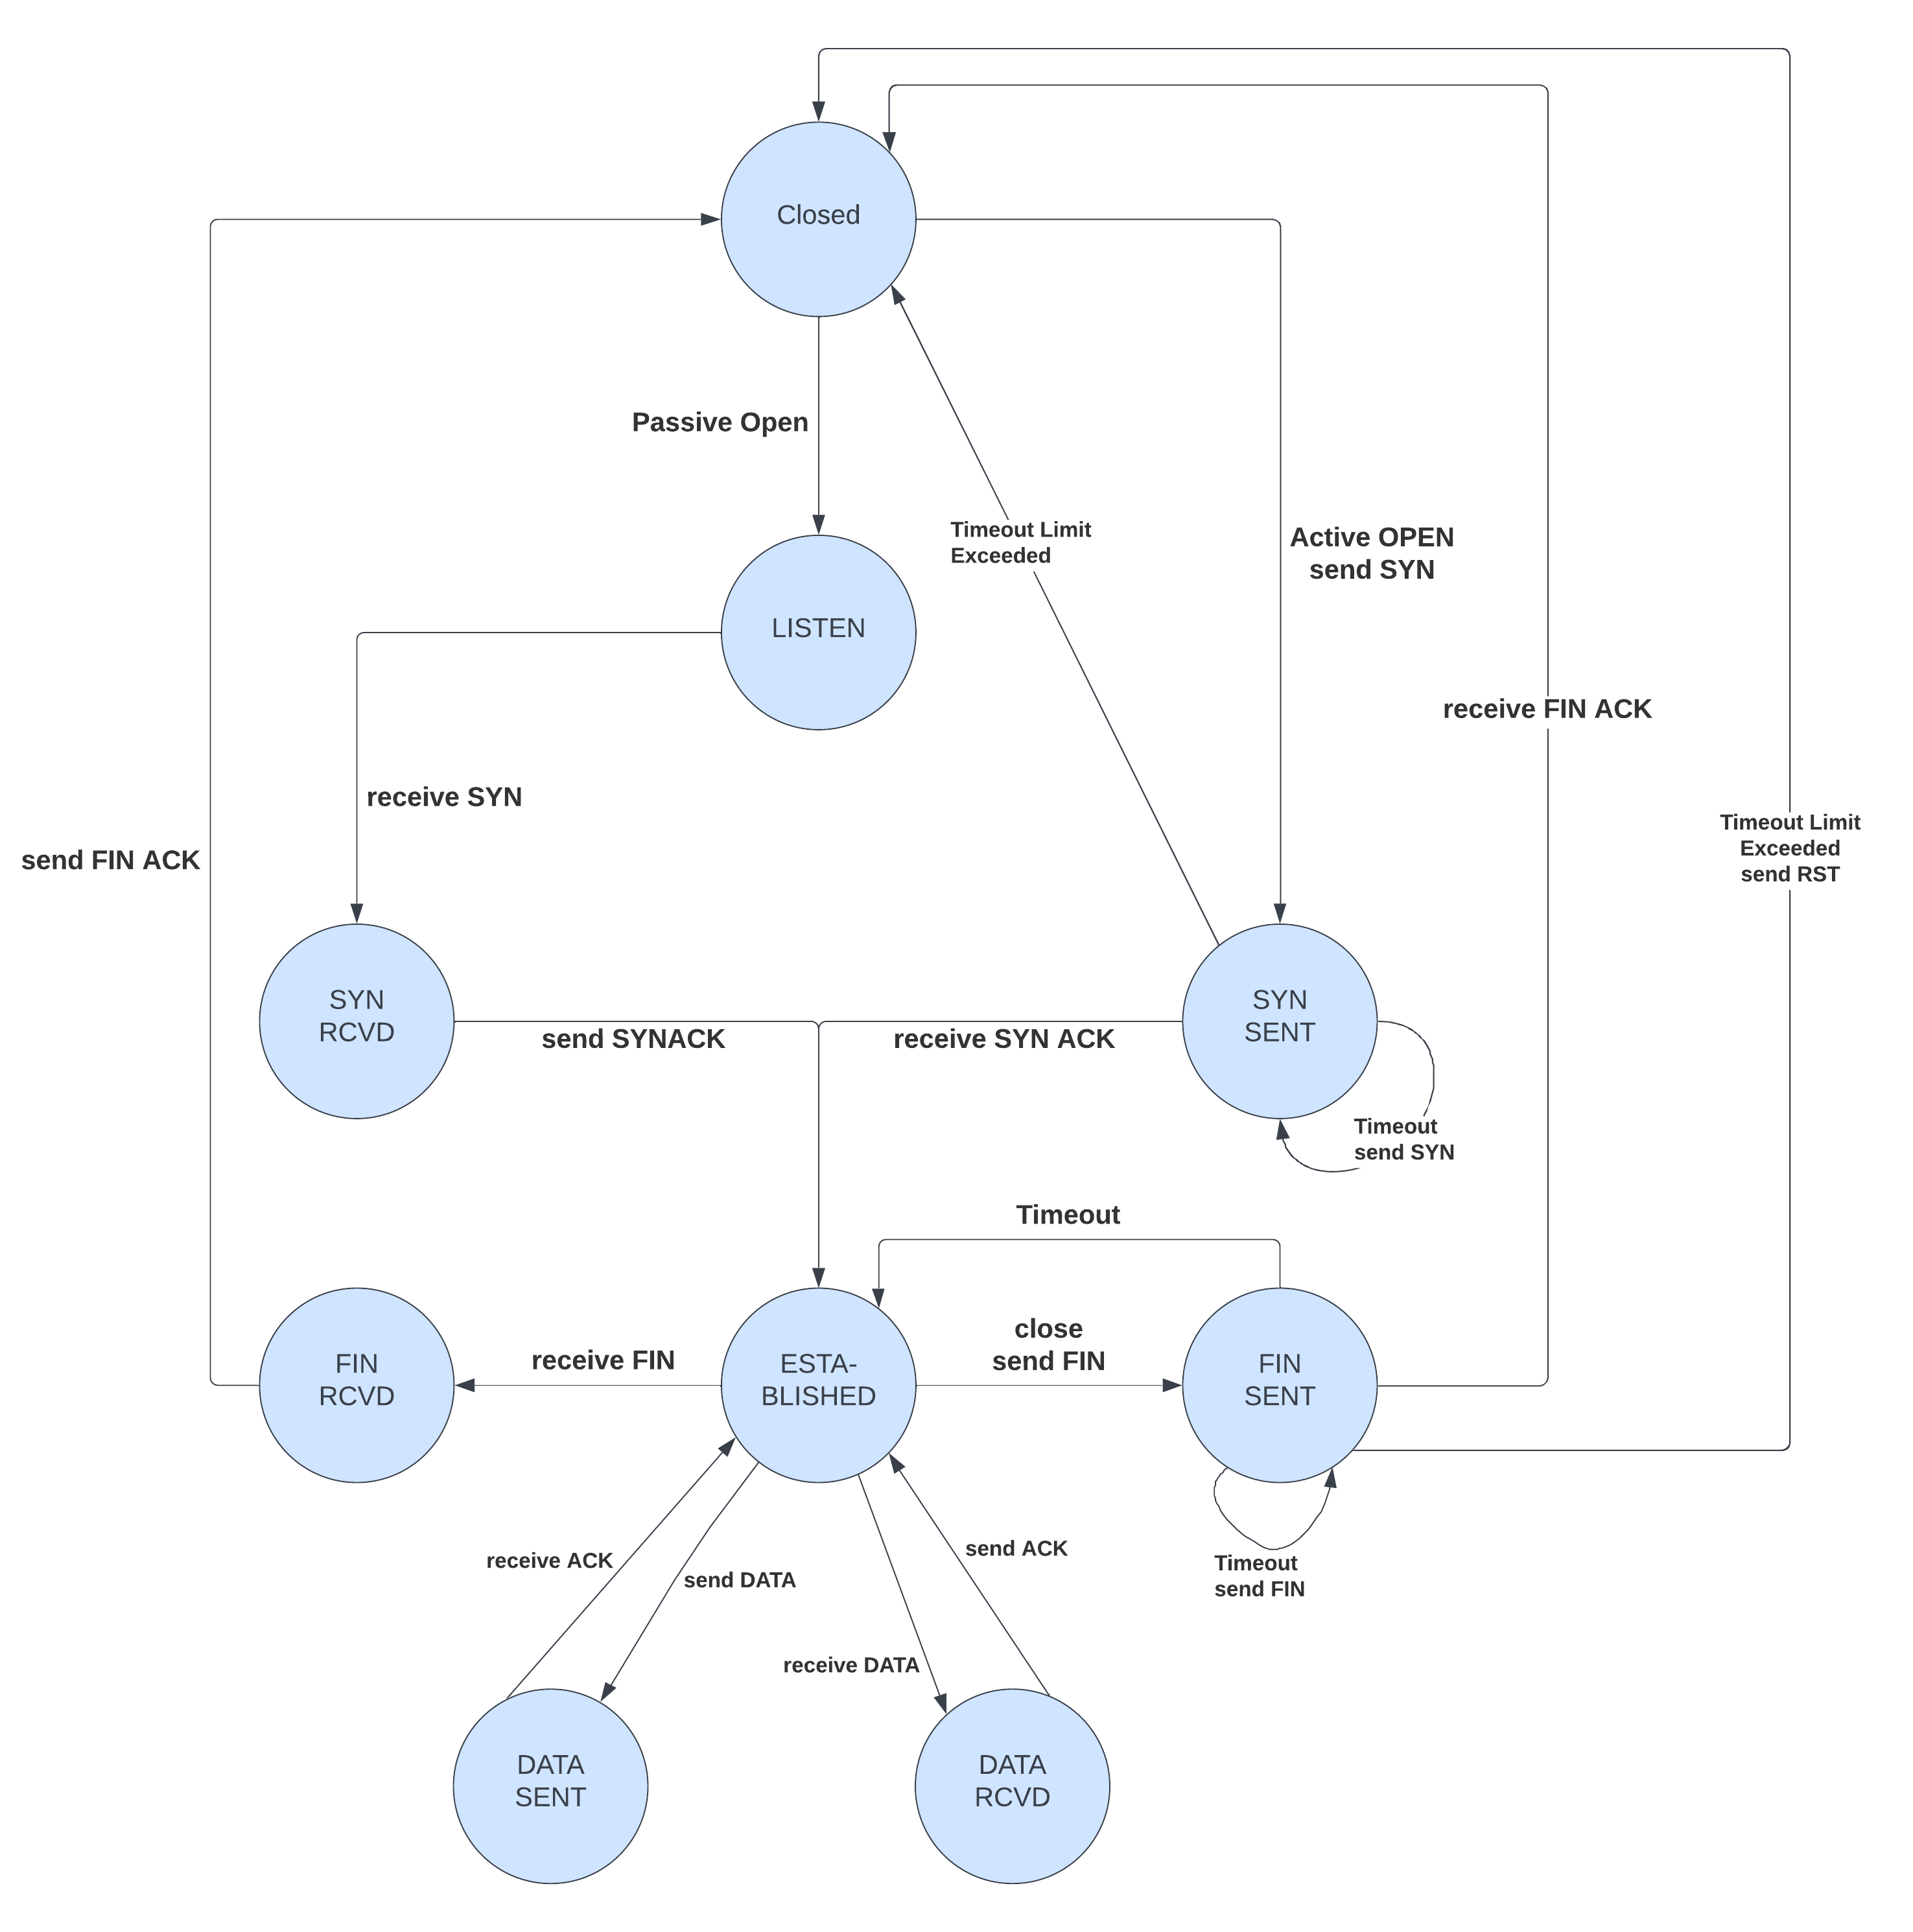 Closed
Passive Open
Timeout Limit
Exceeded
Active OPEN
send SYN
LISTEN
receive FIN ACK
receive SYN
Timeout Limit
Exceeded
send RST
send FIN ACK
SYN
RCVD
send SYNACK
receive SYN ACK
SYN
SENT
Timeout
send SYN
Timeout
FIN
RCVD
receive FIN
ESTA-
BLISHED
close
send FIN
FIN
SENT
receive ACK
send DATA
send ACK
Timeout
send FIN
receive DATA
DATA
SENT
DATA
RCVD